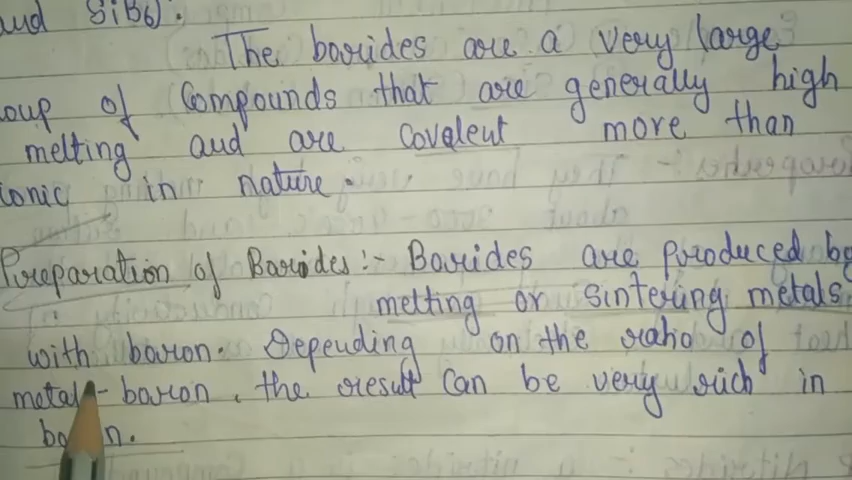 and SiB6).
The borides are a very large
oup of Compounds that are generally high
melting and are Covalent more than
ionic in nature.
Preparation of Borides :- Borides are produced by
melting or sintering metals
with boron. Depending on the ratio of
metal - boron, the result can be very rich in